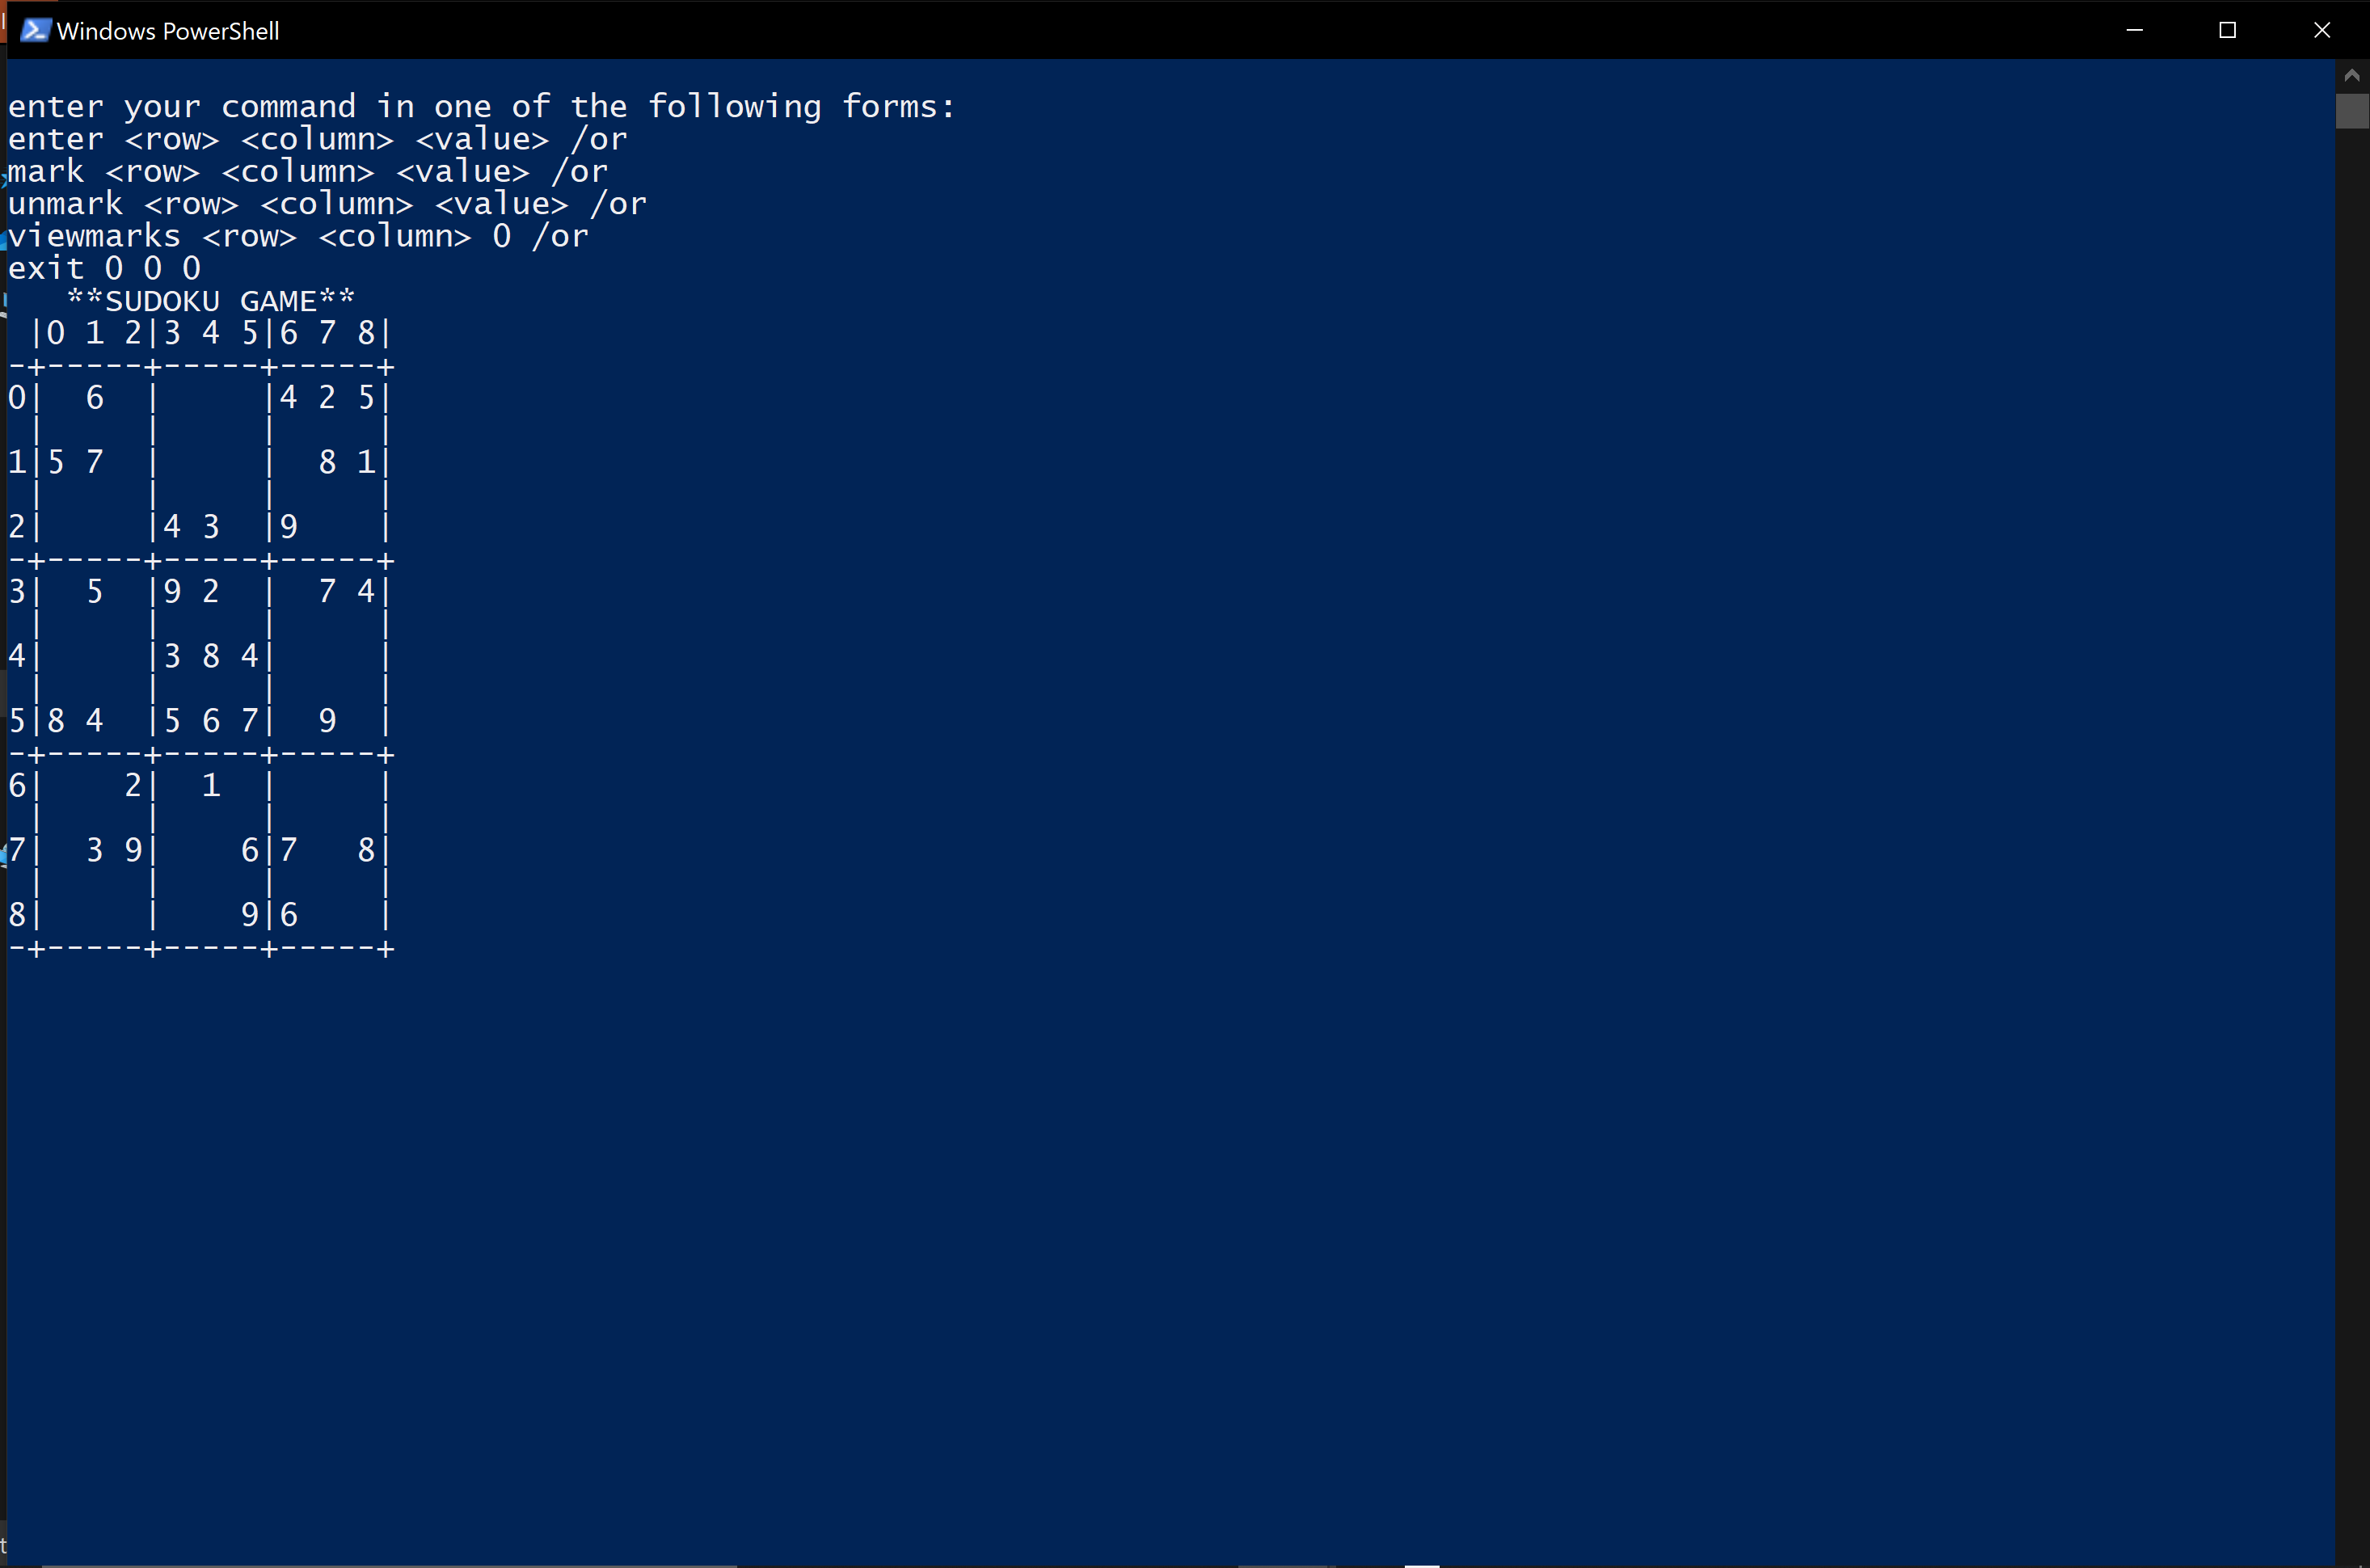 Windows PowerShell
enter your command in one of the following forms:
enter <row> <column> <value> /or
mark <row> <column> <value> /or
unmark <row> <column> <value> /or
viewmarks <row> <column> 0 /or
exit 0 0 0
   **SUDOKU GAME**
 |0 1 2|3 4 5|6 7 8|
-+-----+-----+-----+
0|  6  |     |4 2 5|
 |     |     |     |
1|5 7  |     |  8 1|
 |     |     |     |
2|     |4 3  |9    |
-+-----+-----+-----+
3|  5  |9 2  |  7 4|
 |     |     |     |
4|     |3 8 4|     |
 |     |     |     |
5|8 4  |5 6 7|  9  |
-+-----+-----+-----+
6|    2|  1  |     |
 |     |     |     |
7|  3 9|    6|7   8|
 |     |     |     |
8|     |    9|6    |
-+-----+-----+-----+